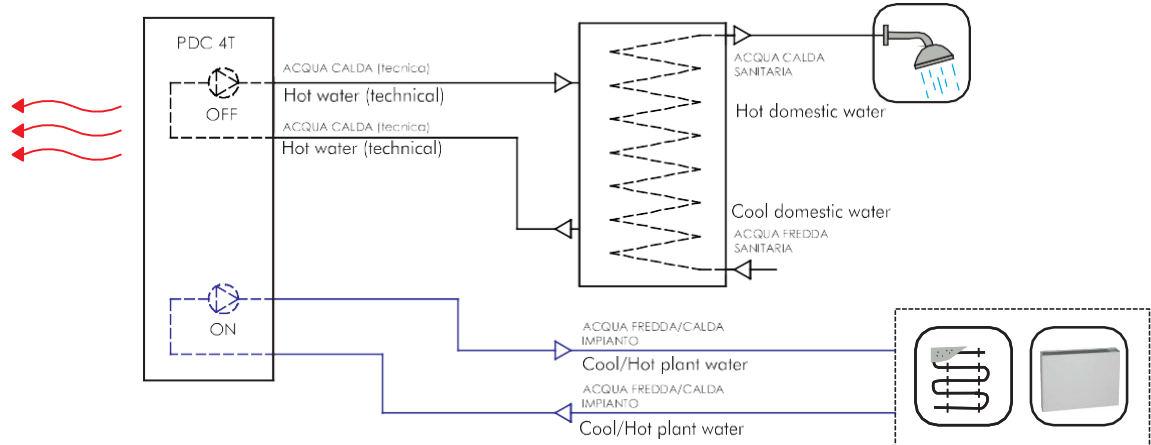 PDC 4T
OFF
ACQUA CALDA (tecnica)
Hot water (technical)
ACQUA CALDA (tecnica)
Hot water (technical)
ACQUA CALDA
SANITARIA
Hot domestic water
Cool domestic water
ACQUA FREDDA
SANITARIA
ON
ACQUA FREDDA/CALDA
IMPIANTO
Cool/Hot plant water
ACQUA FREDDA/CALDA
IMPIANTO
Cool/Hot plant water